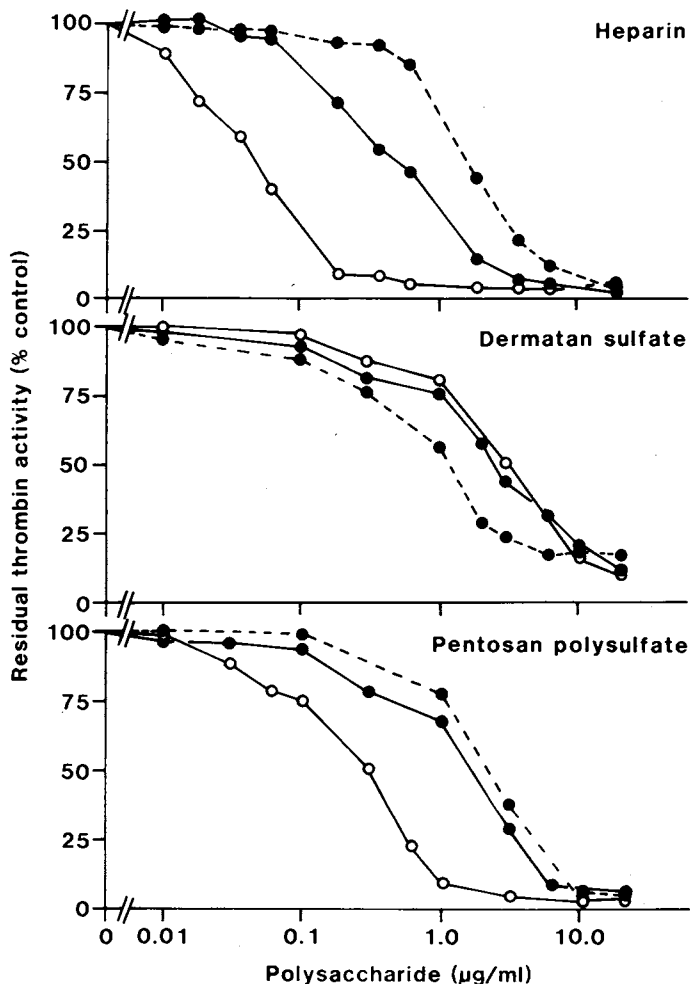 Residual thrombin activity (% control)
Heparin
100
75
50
25
0
Dermatan sulfate
100
75
50
25
0
Pentosan polysulfate
100
75
50
25
0
0 0.01 0.1 1.0 10.0
Polysaccharide (µg/ml)